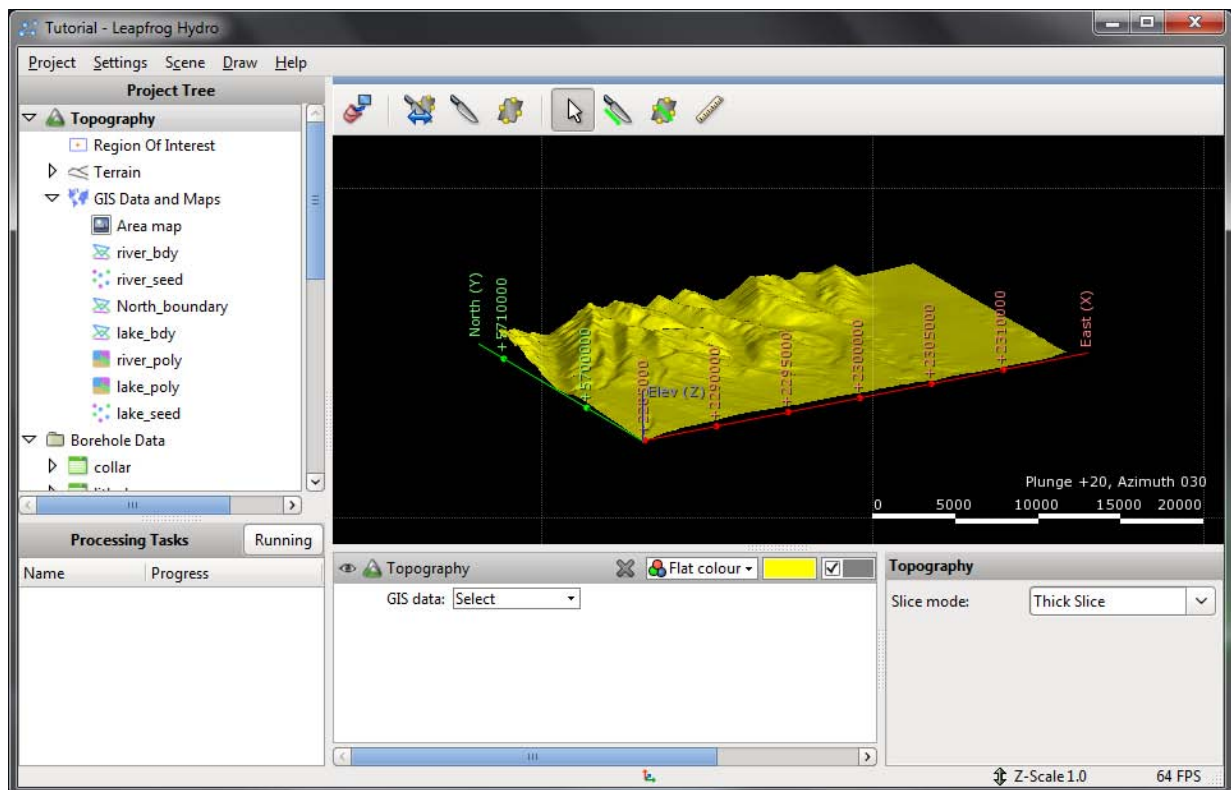 Tutorial - Leapfrog Hydro
Project Settings Scene Draw Help
Project Tree
Topography
Region Of Interest
Terrain
GIS Data and Maps
Area map
river_bdy
river_seed
North_boundary
lake_bdy
river_poly
lake_poly
lake_seed
Borehole Data
collar
Processing Tasks Running
Name Progress
North (Y)
+5710000
+5700000
Elev (Z)
+2285000
+2290000
+2295000
+2300000
+2305000
+2310000
East (X)
Plunge +20, Azimuth 030
0 5000 10000 15000 20000
Topography Flat colour
GIS data: Select
Topography
Slice mode: Thick Slice
Z-Scale 1.0 64 FPS